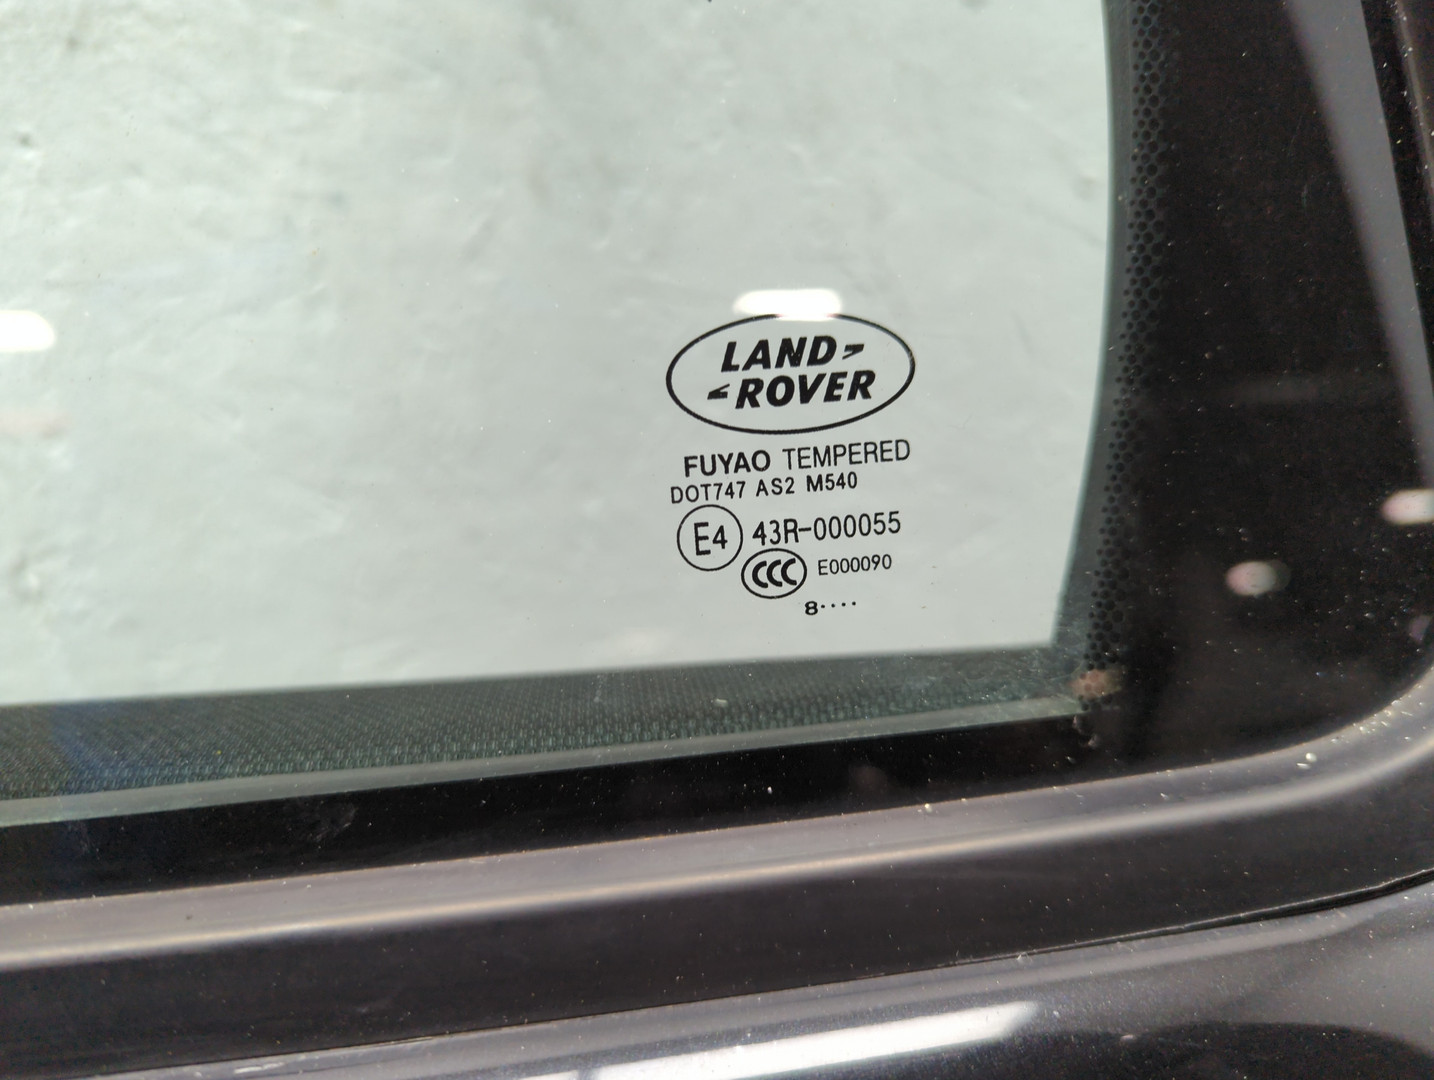 LAND
ROVER
FUYAO TEMPERED
DOT747 AS2 M540
E4 43R-000055
CCC E000090
8····